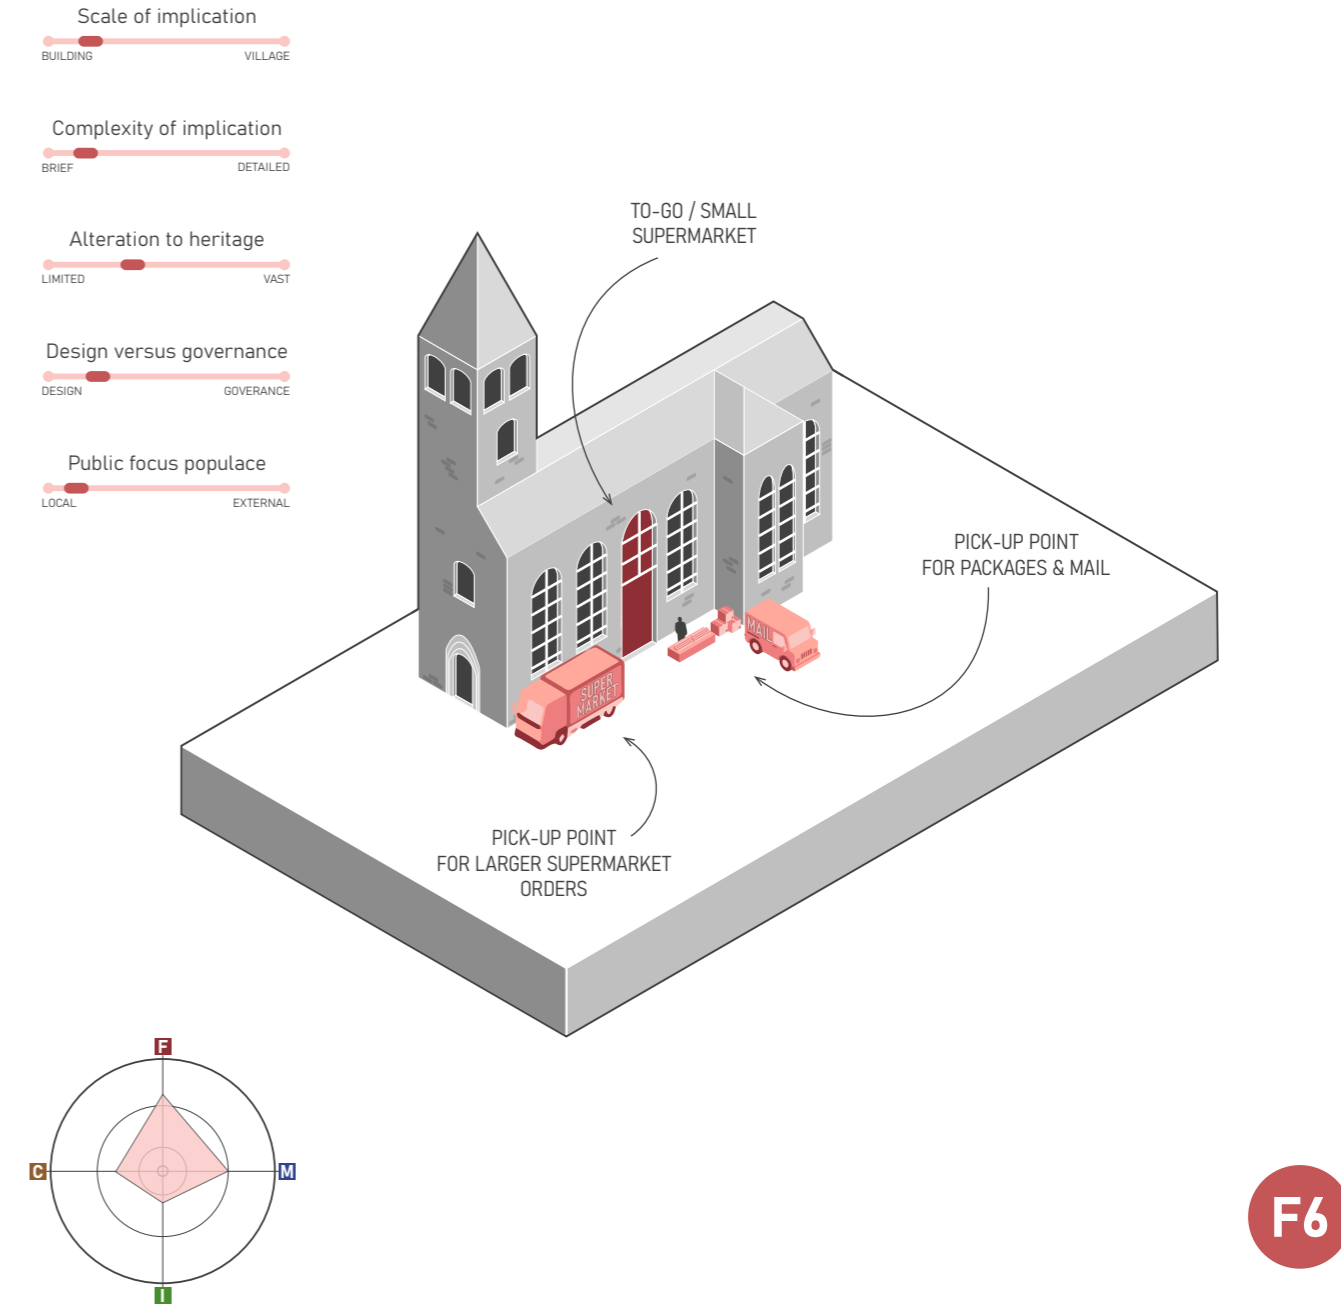 Scale of implication
BUILDING VILLAGE
Complexity of implication
BRIEF DETAILED
Alteration to heritage
LIMITED VAST
Design versus governance
DESIGN GOVERANCE
Public focus populace
LOCAL EXTERNAL
TO-GO / SMALL
SUPERMARKET
PICK-UP POINT
FOR PACKAGES & MAIL
MAIL
SUPER
MARKET
PICK-UP POINT
FOR LARGER SUPERMARKET
ORDERS
F
C M
I
F6